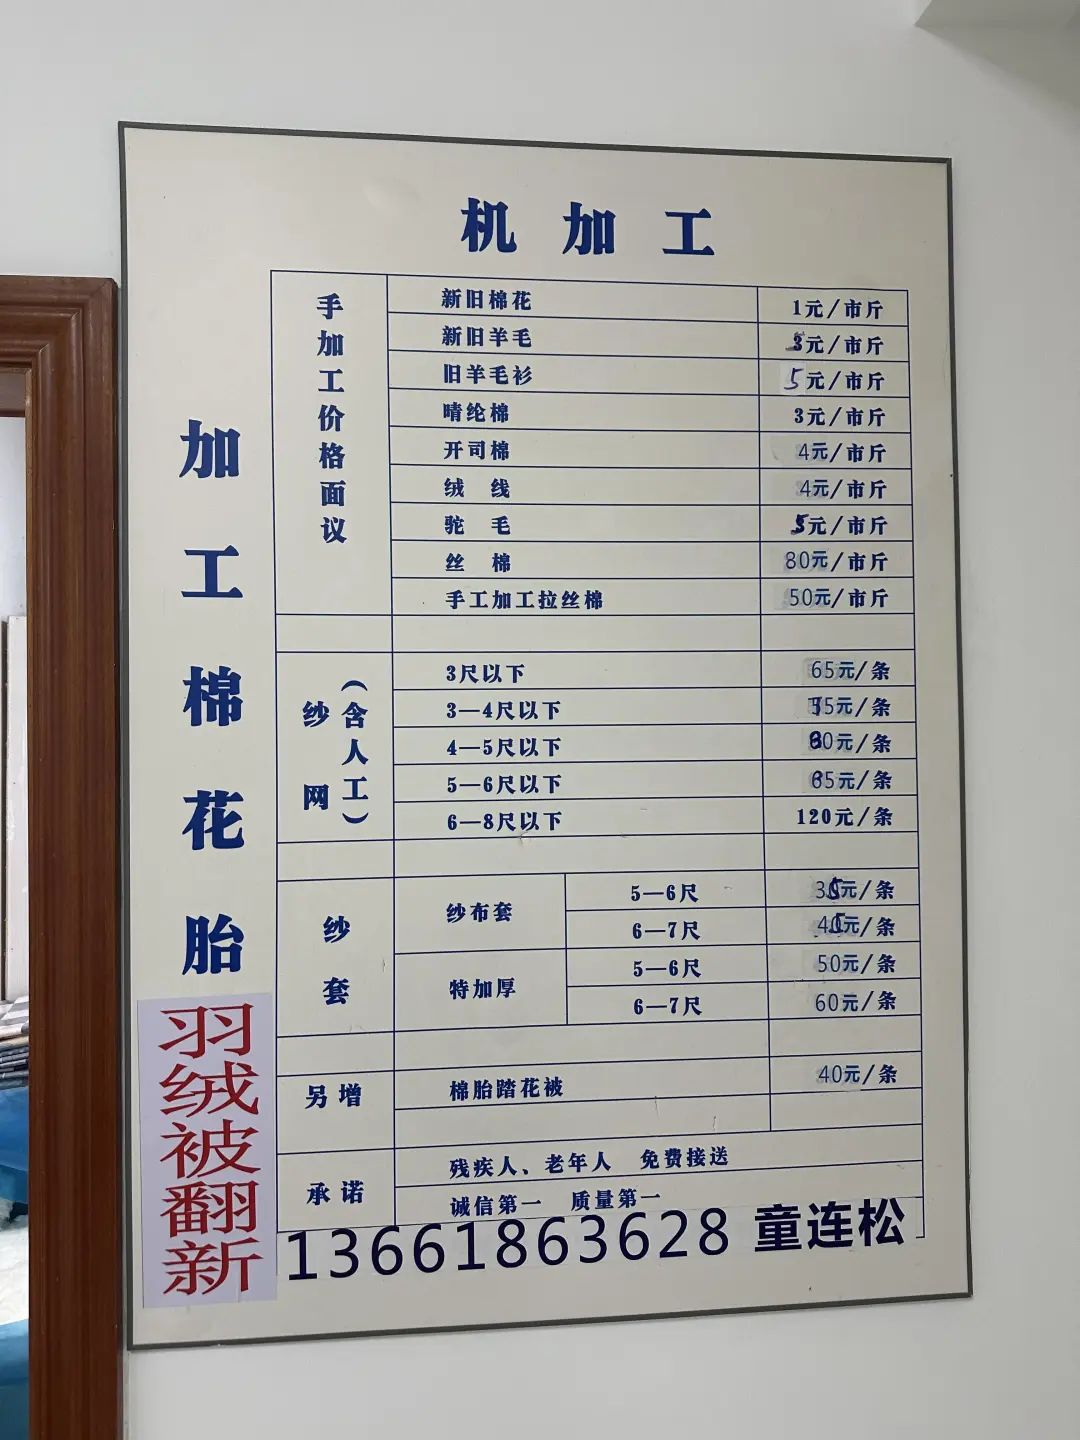 机加工
加工棉花胎
羽绒被翻新
手加工价格面议
新旧棉花 1元/市斤
新旧羊毛 元/市斤
旧羊毛衫 5元/市斤
晴纶棉 3元/市斤
开司棉 4元/市斤
绒线 4元/市斤
驼毛 5元/市斤
丝棉 80元/市斤
手工加工拉丝棉 50元/市斤
纱网（含人工）
3尺以下 65元/条
3—4尺以下 元/条
4—5尺以下 80元/条
5—6尺以下 元/条
6—8尺以下 120元/条
纱套
纱布套 5—6尺 35元/条
6—7尺 45元/条
特加厚 5—6尺 50元/条
6—7尺 60元/条
另增 棉胎踏花被 40元/条
承诺 残疾人、老年人 免费接送
诚信第一 质量第一
13661863628 童连松